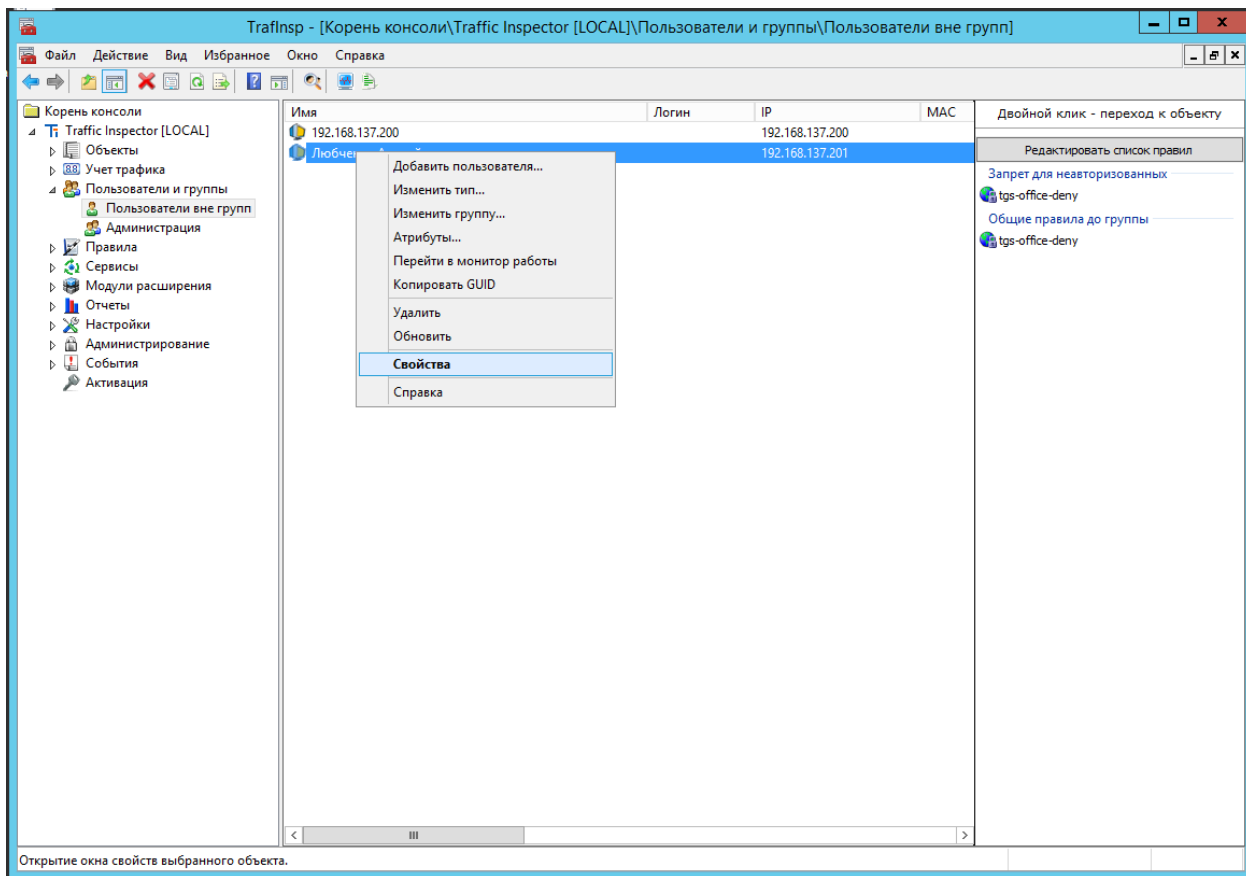 TrafInsp - [Корень консоли\Traffic Inspector [LOCAL]\Пользователи и группы\Пользователи вне групп]
Файл Действие Вид Избранное Окно Справка
Корень консоли
Traffic Inspector [LOCAL]
Объекты
Учет трафика
Пользователи и группы
Пользователи вне групп
Администрация
Правила
Сервисы
Модули расширения
Отчеты
Настройки
Администрирование
События
Активация
Имя Логин IP MAC
192.168.137.200 192.168.137.200
192.168.137.201
Добавить пользователя...
Изменить тип...
Изменить группу...
Атрибуты...
Перейти в монитор работы
Копировать GUID
Удалить
Обновить
Свойства
Справка
Двойной клик - переход к объекту
Редактировать список правил
Запрет для неавторизованных
tgs-office-deny
Общие правила до группы
tgs-office-deny
Открытие окна свойств выбранного объекта.